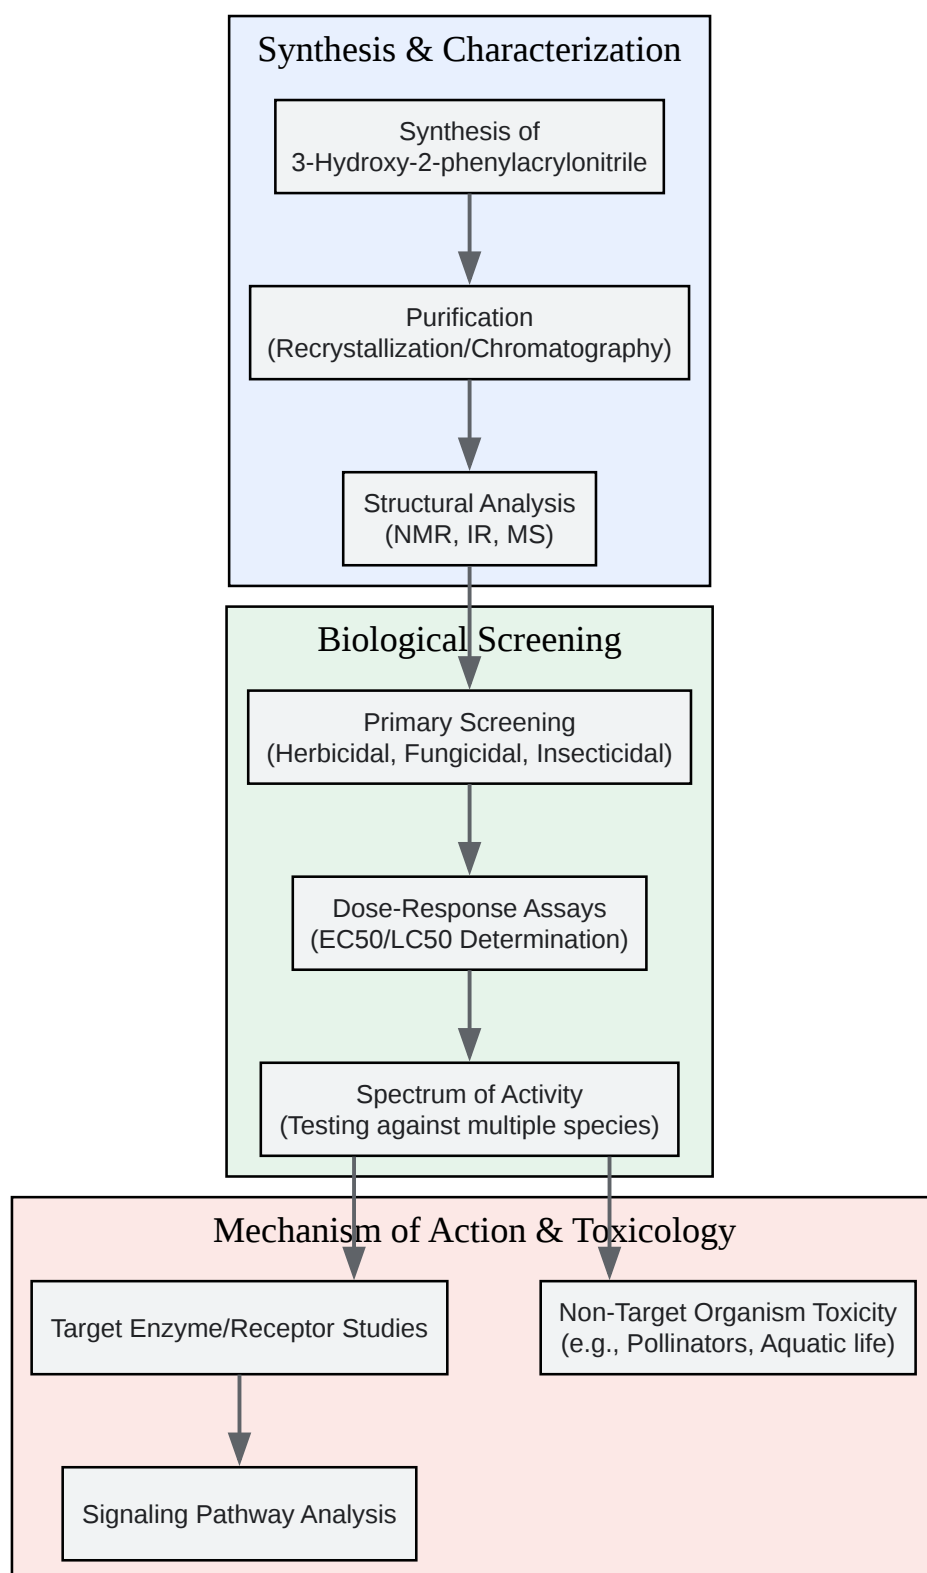 Synthesis & Characterization
Synthesis of
3-Hydroxy-2-phenylacrylonitrile
Purification
(Recrystallization/Chromatography)
Structural Analysis
(NMR, IR, MS)
Biological Screening
Primary Screening
(Herbicidal, Fungicidal, Insecticidal)
Dose-Response Assays
(EC50/LC50 Determination)
Spectrum of Activity
(Testing against multiple species)
Mechanism of Action & Toxicology
Target Enzyme/Receptor Studies
Non-Target Organism Toxicity
(e.g., Pollinators, Aquatic life)
Signaling Pathway Analysis